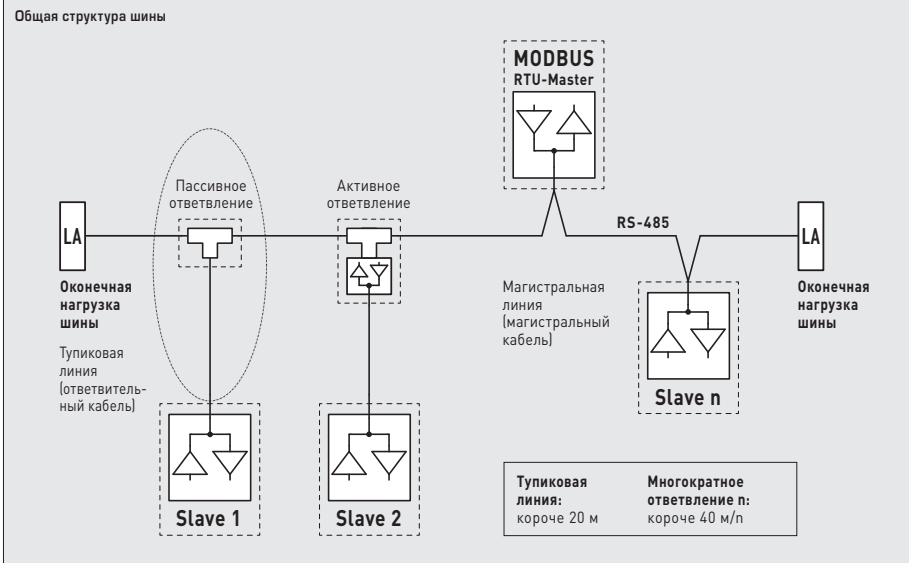 Общая структура шины
MODBUS
RTU-Master
Пассивное
ответвление
Активное
ответвление
RS-485
LA
LA
Оконечная
нагрузка
шины
Магистральная
линия
(магистральный
кабель)
Оконечная
нагрузка
шины
Тупиковая
линия
(ответвитель-
ный кабель)
Slave n
Slave 1
Slave 2
Тупиковая
линия:
короче 20 м
Многократное
ответвление n:
короче 40 м/n